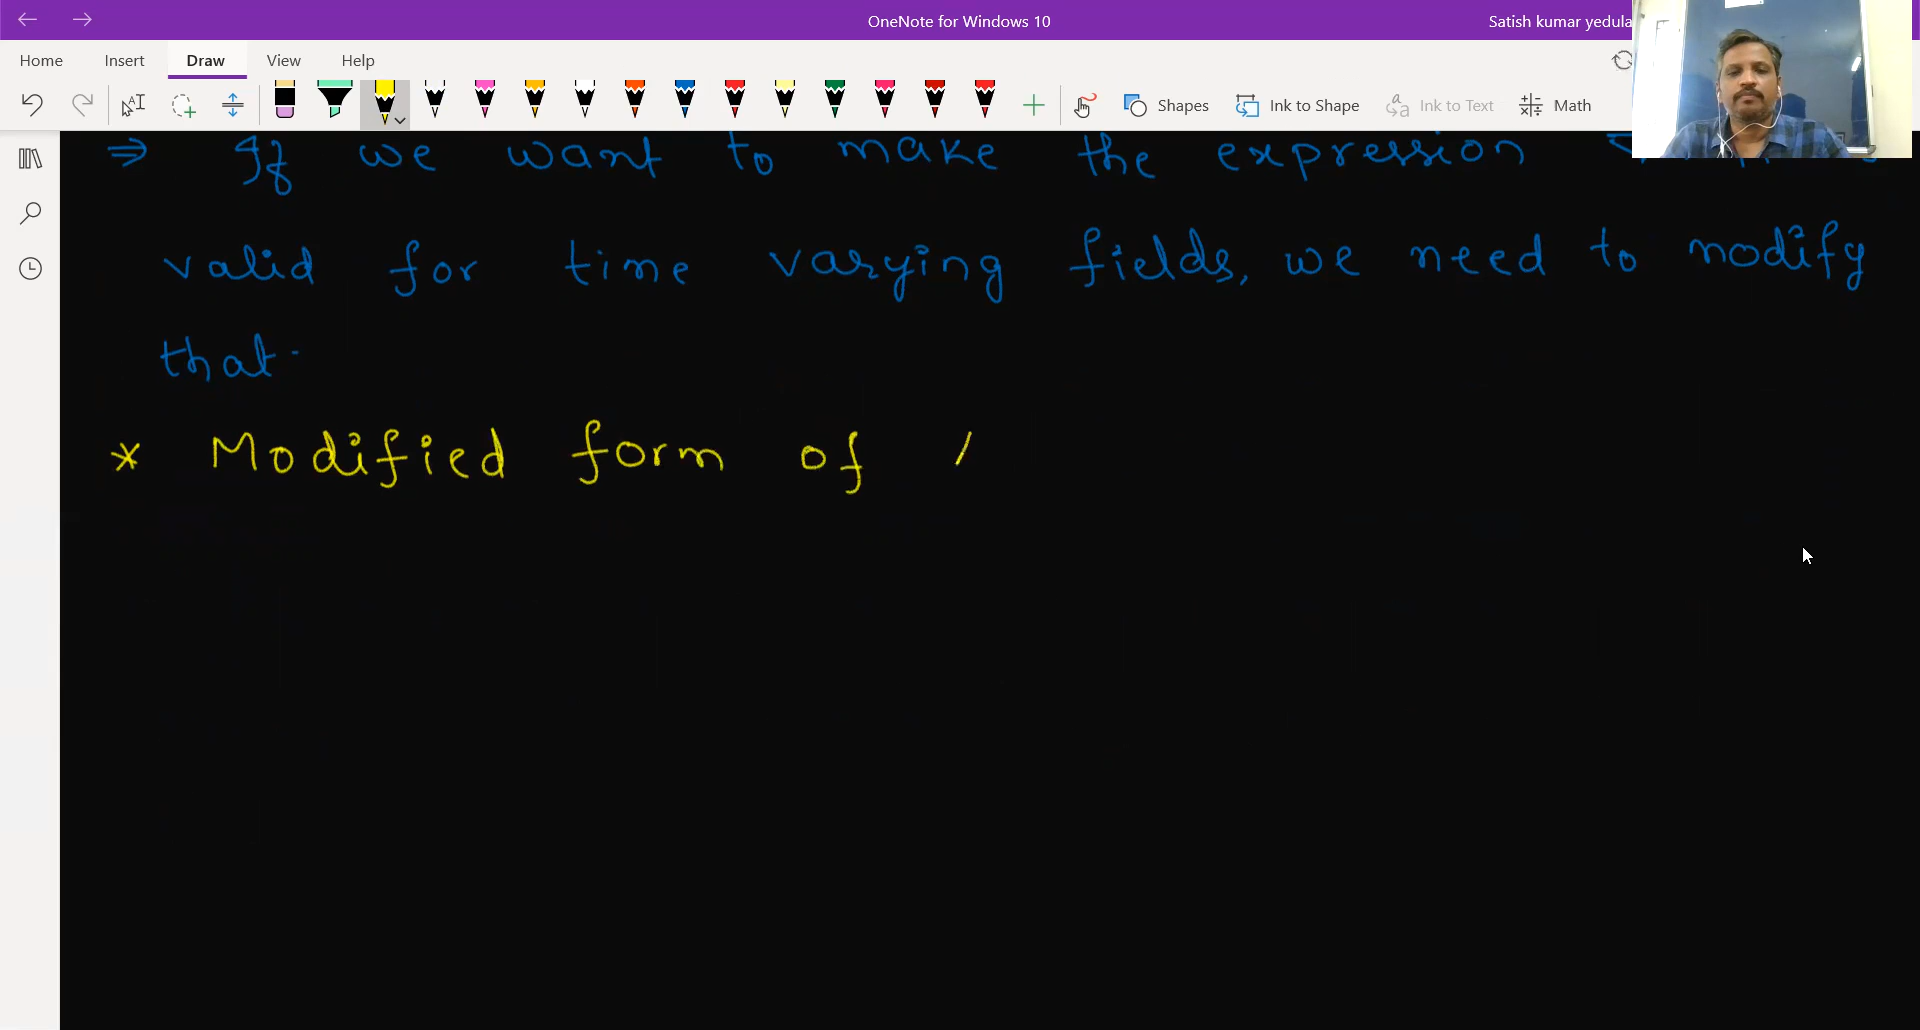 OneNote for Windows 10
Satish kumar yedula
Home Insert Draw View Help
Shapes Ink to Shape Ink to Text Math
⇒ If we want to make the expression
valid for time varying fields, we need to modify
that.
* Modified form of